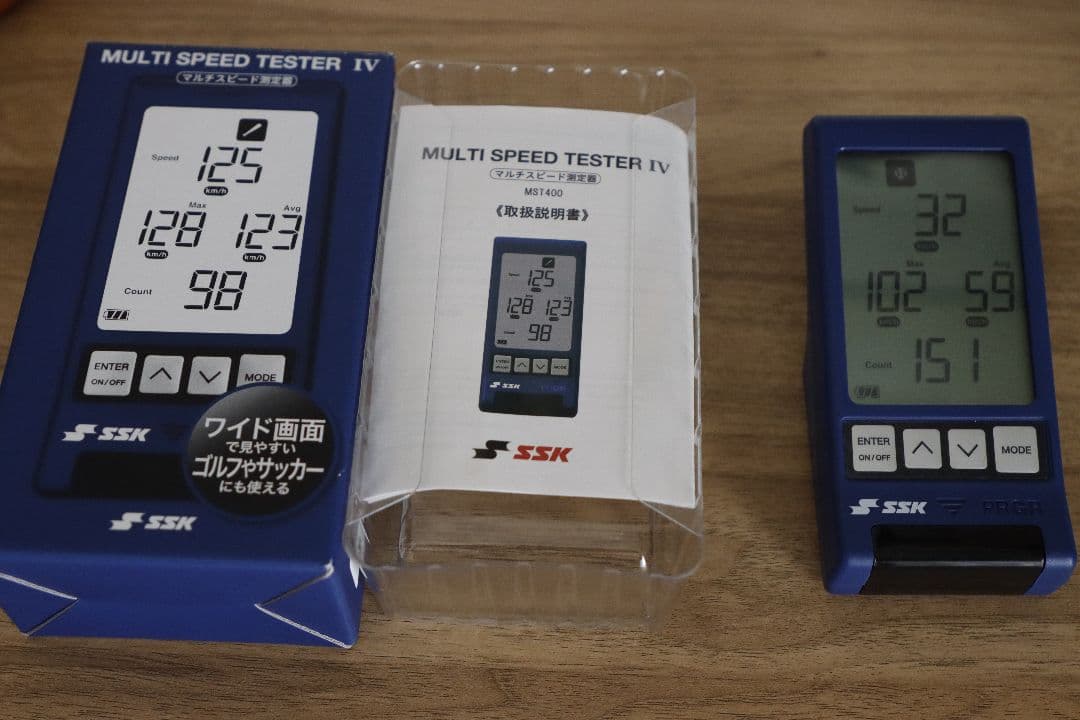 MULTI SPEED TESTER IV
マルチスピード測定器
Speed
125
km/h
Max
Avg
128
123
km/h
km/h
Count
98
ENTER
ON/OFF
MODE
SSK
ワイド画面
で見やすい
ゴルフやサッカー
にも使える
SSK
MULTI SPEED TESTER IV
マルチスピード測定器
MST400
《取扱説明書》
125
128
123
98
SSK
SSK
Speed
32
km/h
Max
Avg
102
59
km/h
km/h
Count
151
ENTER
ON/OFF
MODE
SSK
PRGR